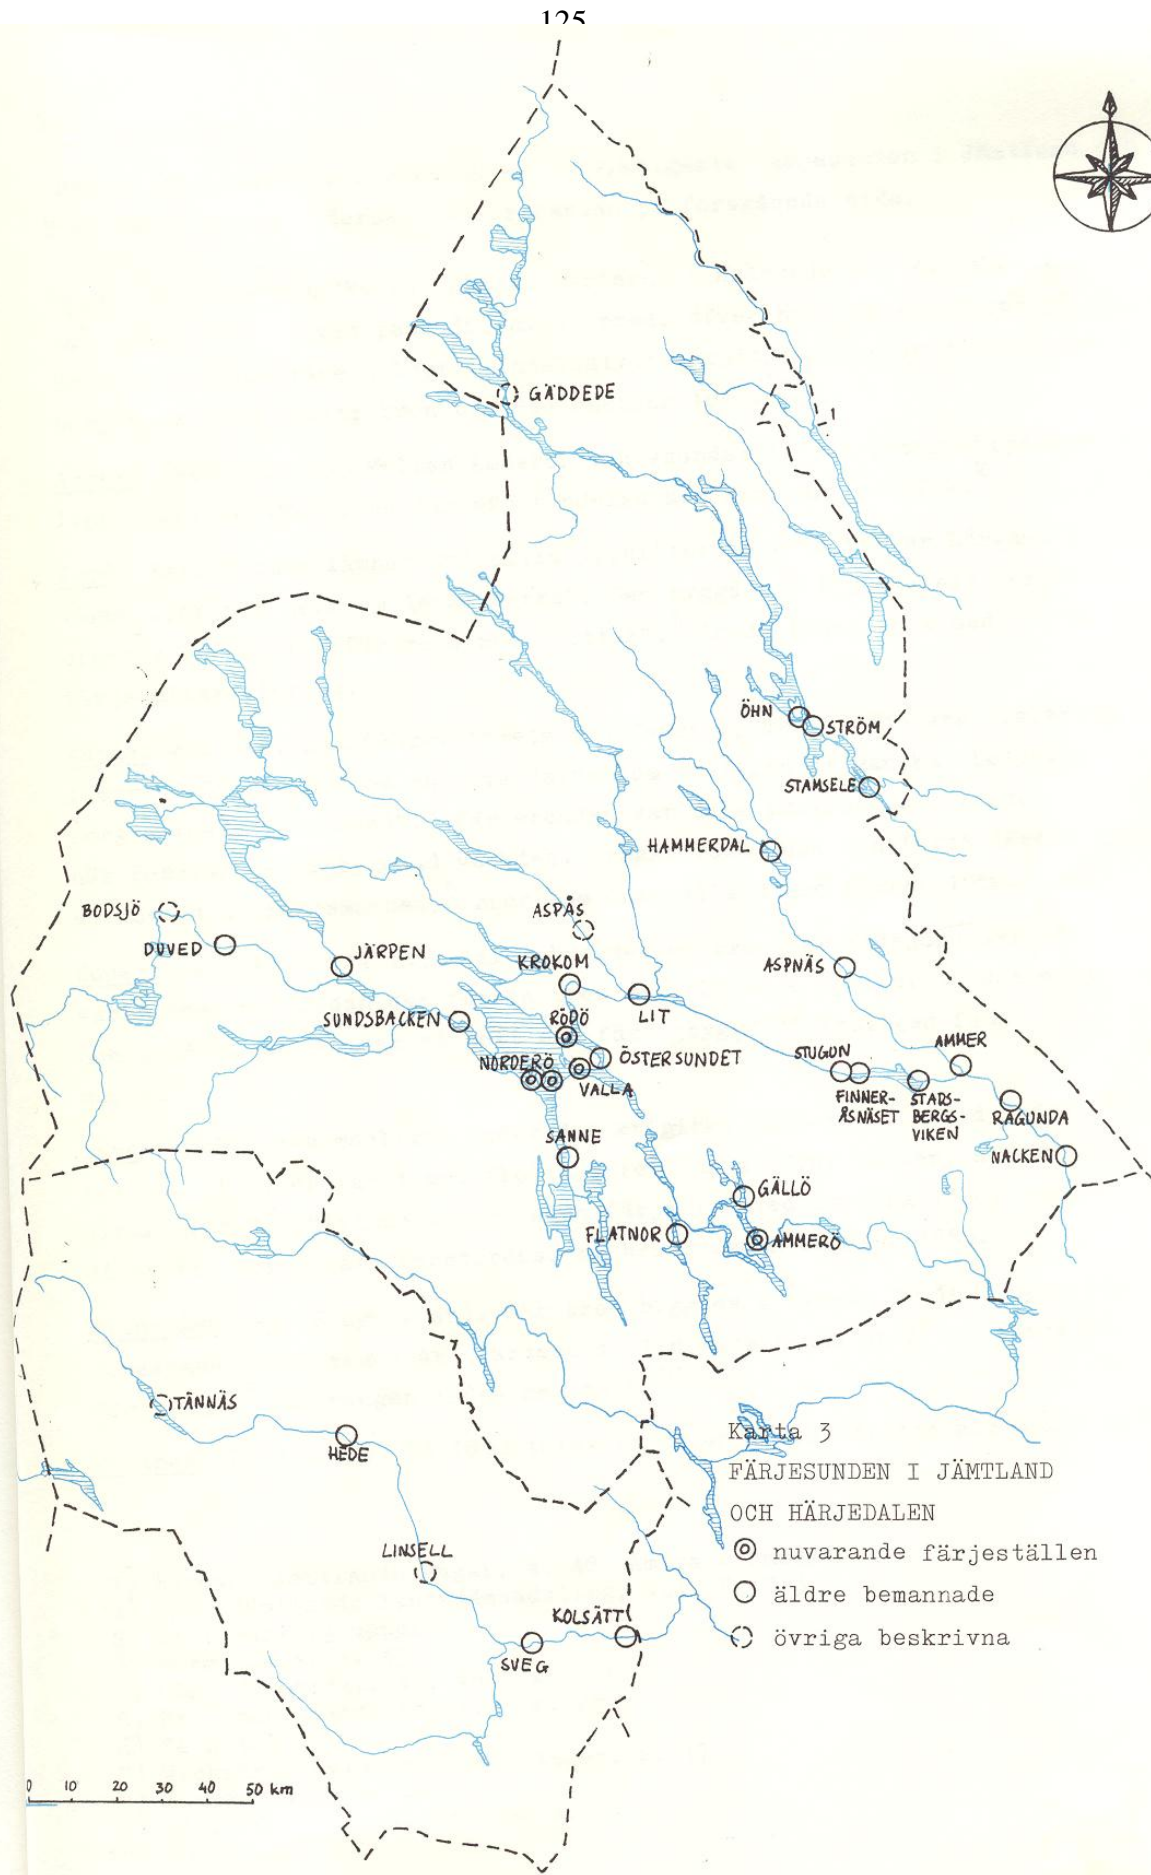 125
GÄDDEDE
ÖHN
STRÖM
STAMSELE
HAMMERDAL
BODSJÖ
ASPÅS
DUVED
JÄRPEN
KROKOM
ASPNÄS
SUNDSBACKEN
RÖDÖ
LIT
NORDERÖ
ÖSTERSUNDET
STUGUN
AMMER
VALLA
FINNER-
ÅSNÄSET
STADS-
BERGS-
VIKEN
RAGUNDA
SANNE
NACKEN
GÄLLÖ
FLATNOR
AMMERÖ
TÄNNÄS
HEDE
LINSELL
KOLSÄTT
SVEG
Karta 3
FÄRJESUNDEN I JÄMTLAND
OCH HÄRJEDALEN
nuvarande färjeställen
äldre bemannade
övriga beskrivna
0 10 20 30 40 50 km